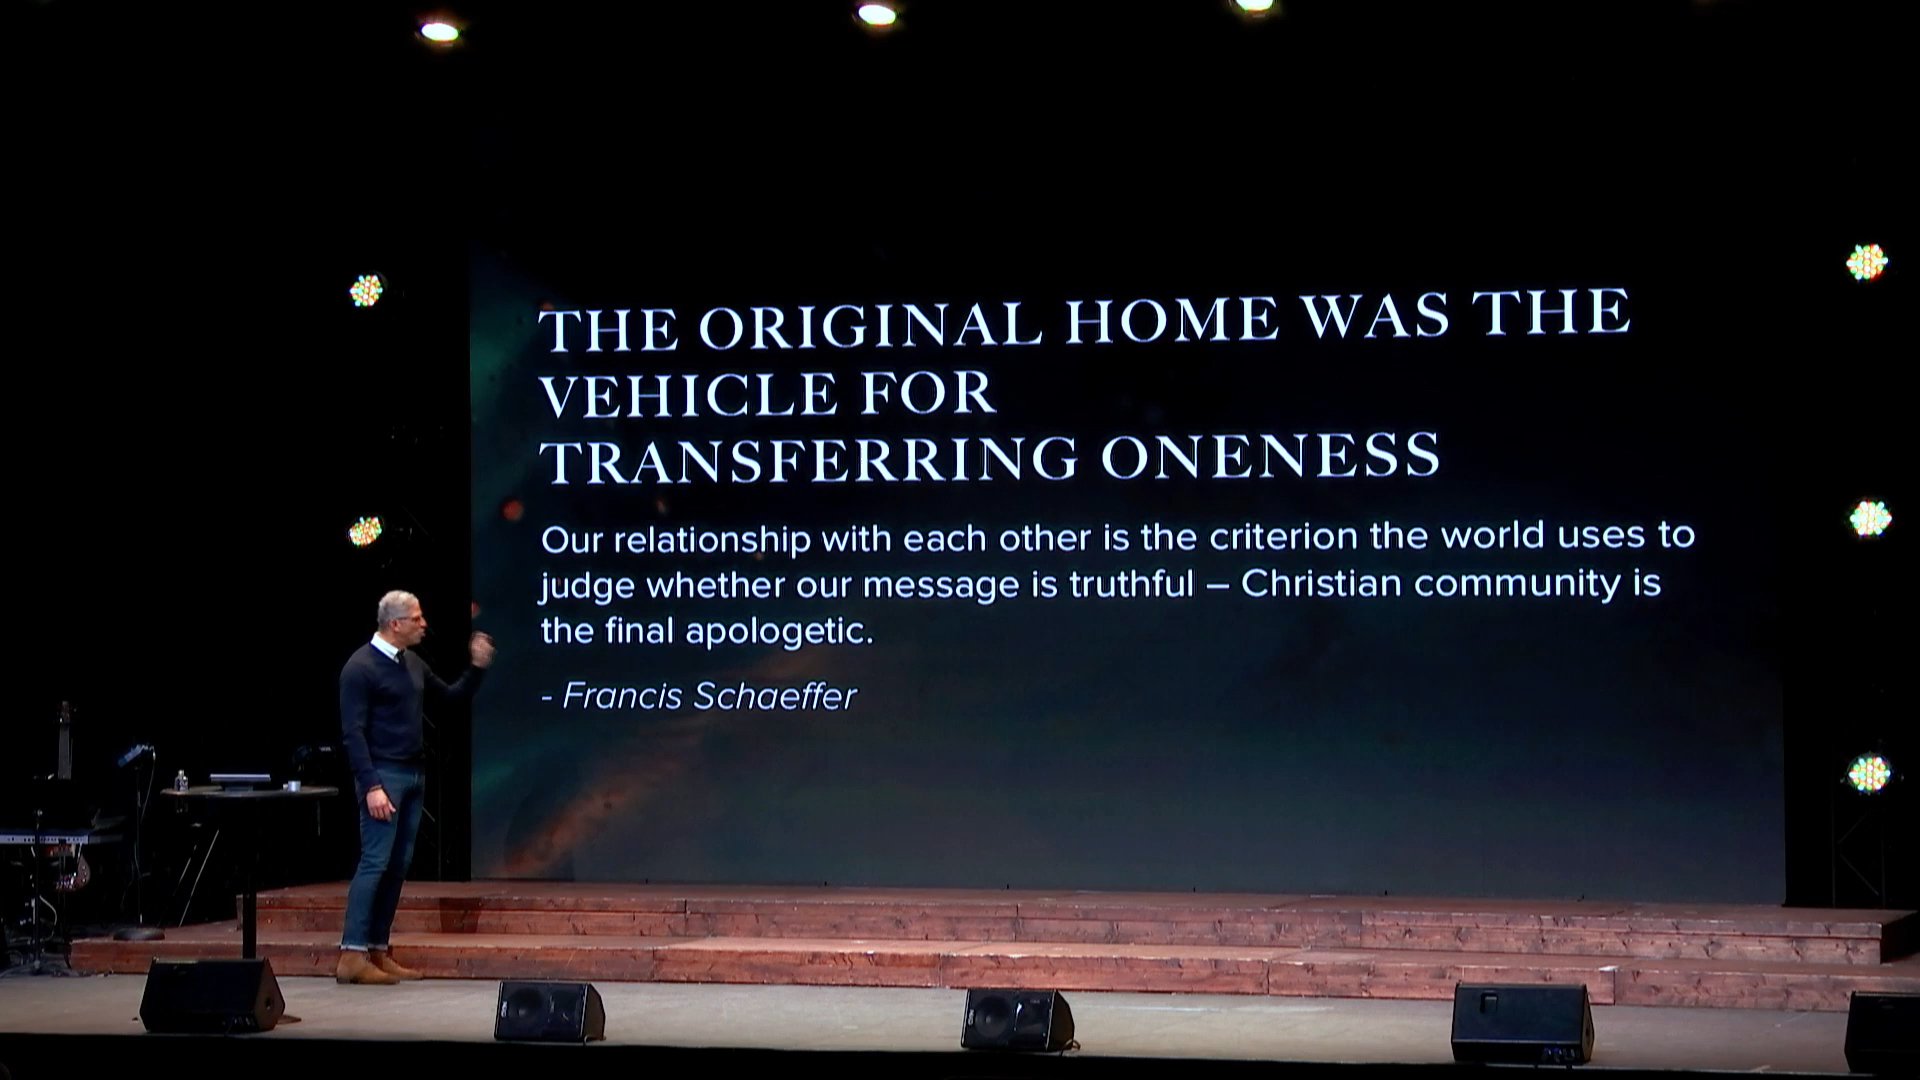 THE ORIGINAL HOME WAS THE
VEHICLE FOR
TRANSFERRING ONENESS
Our relationship with each other is the criterion the world uses to
judge whether our message is truthful – Christian community is
the final apologetic.
- Francis Schaeffer